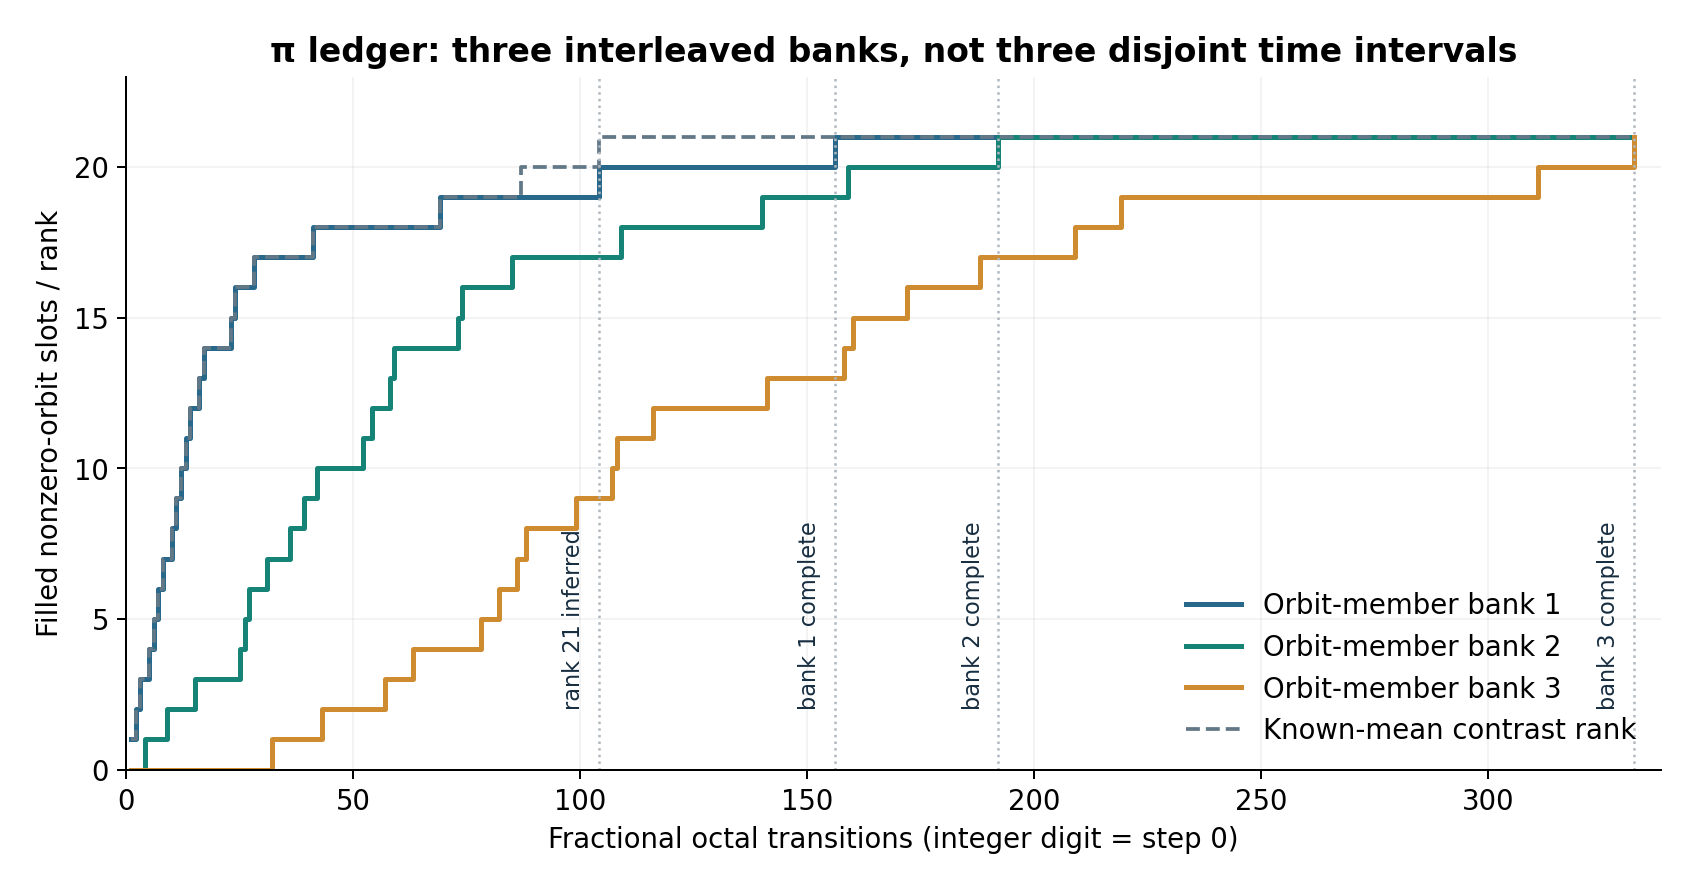 π ledger: three interleaved banks, not three disjoint time intervals
Filled nonzero-orbit slots / rank
20
15
10
5
0
rank 21 inferred
bank 1 complete
bank 2 complete
bank 3 complete
Orbit-member bank 1
Orbit-member bank 2
Orbit-member bank 3
Known-mean contrast rank
0 50 100 150 200 250 300
Fractional octal transitions (integer digit = step 0)